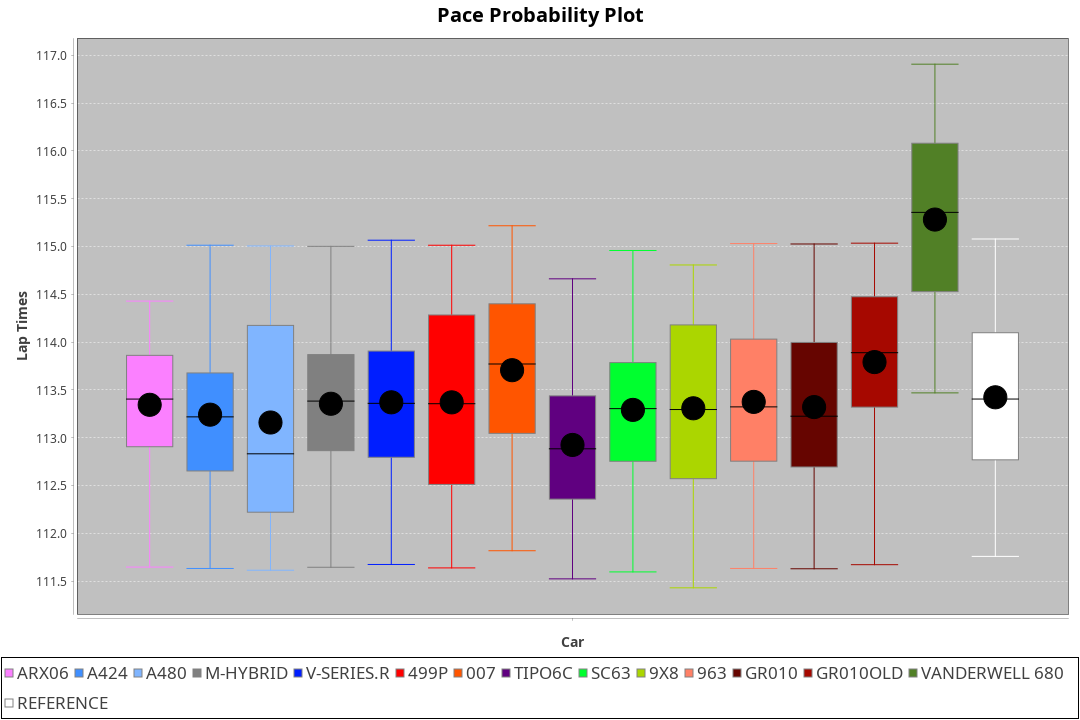 Pace Probability Plot
117.0
116.5
116.0
115.5
115.0
114.5
114.0
113.5
113.0
112.5
112.0
111.5
Lap Times
Car
ARX06 A424 A480 M-HYBRID V-SERIES.R 499P 007 TIPO6C SC63 9X8 963 GR010 GR010OLD VANDERWELL 680
REFERENCE